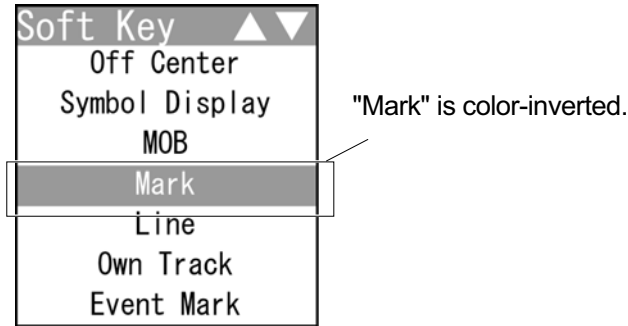 Soft Key ▲▼
Off Center
Symbol Display
MOB
Mark
Line
Own Track
Event Mark
"Mark" is color-inverted.